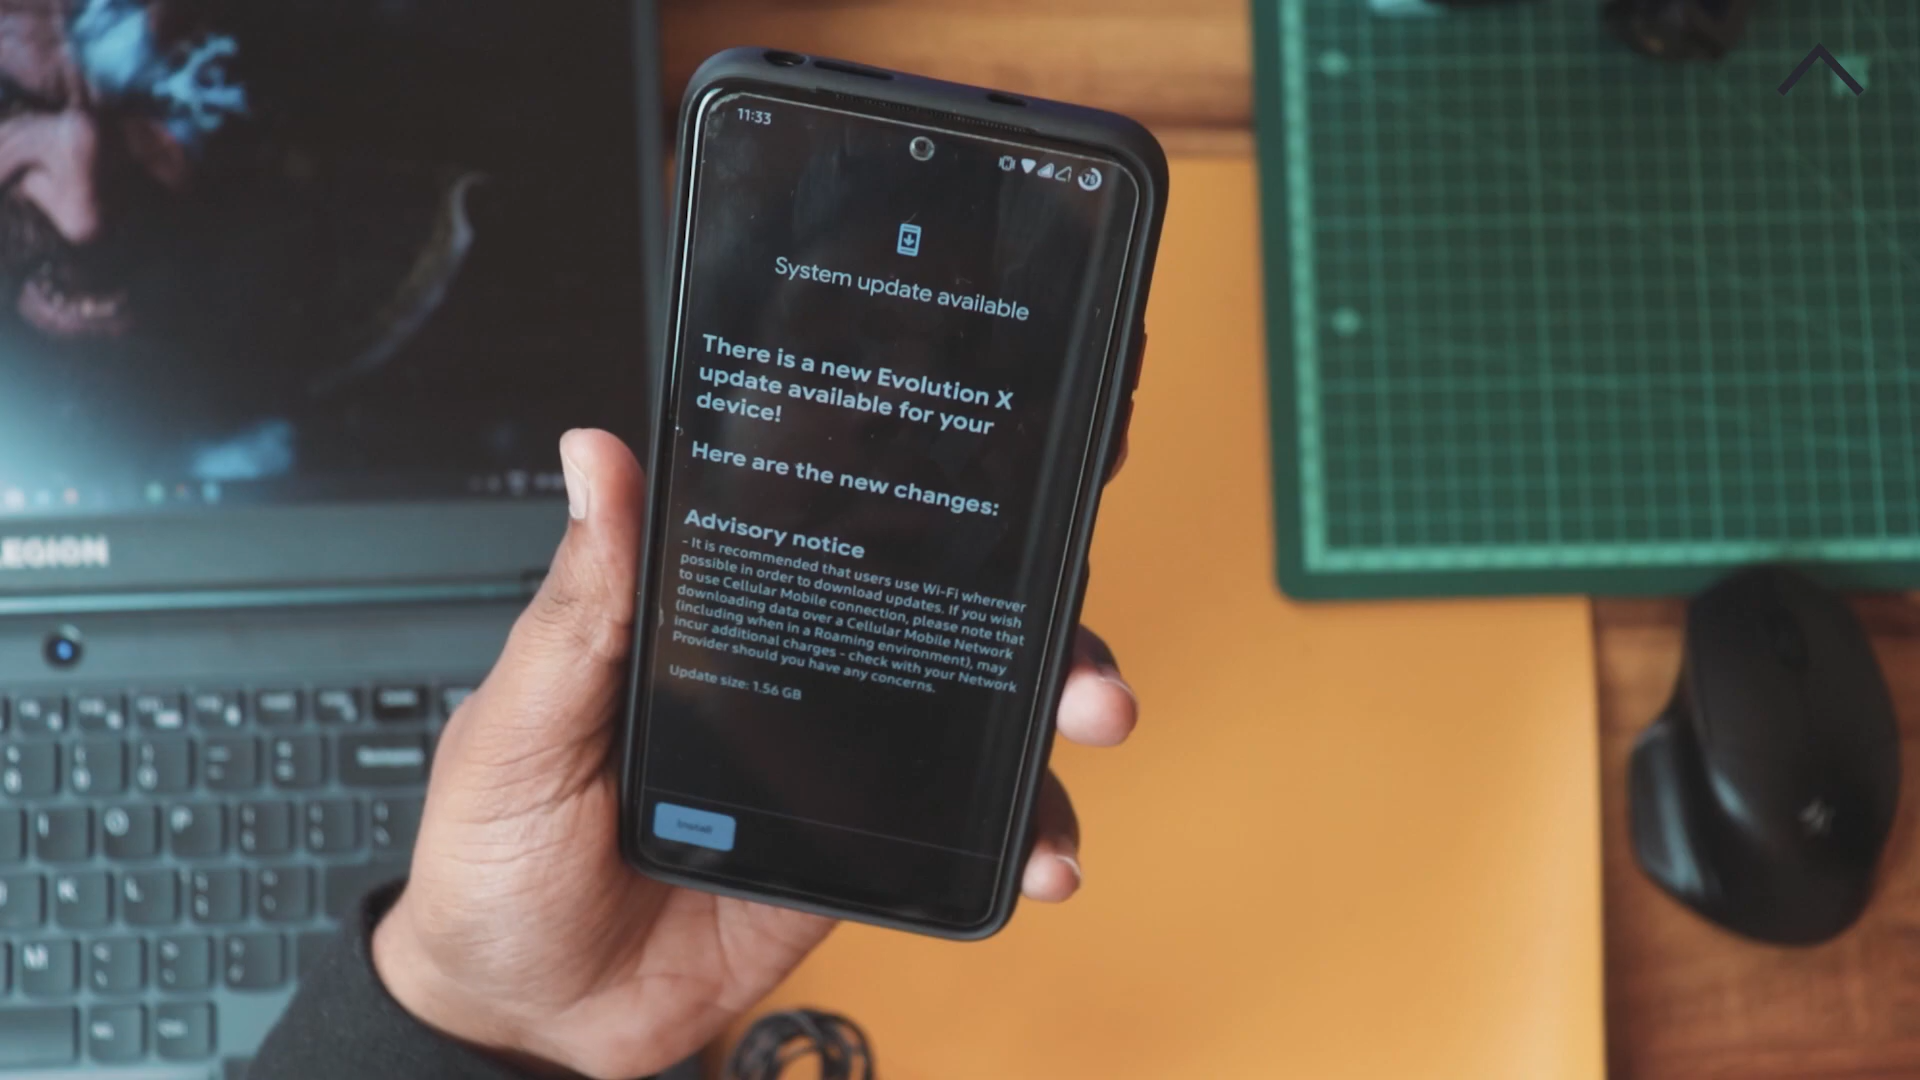 11:33
75
System update available
There is a new Evolution X
update available for your
device!
Here are the new changes:
Advisory notice
- It is recommended that users use Wi-Fi wherever
possible in order to download updates. If you wish
to use Cellular Mobile connection, please note that
downloading data over a Cellular Mobile Network
(including when in a Roaming environment), may
incur additional charges - check with your Network
Provider should you have any concerns.
Update size: 1.56 GB
Install
EGION
O P
K L
M